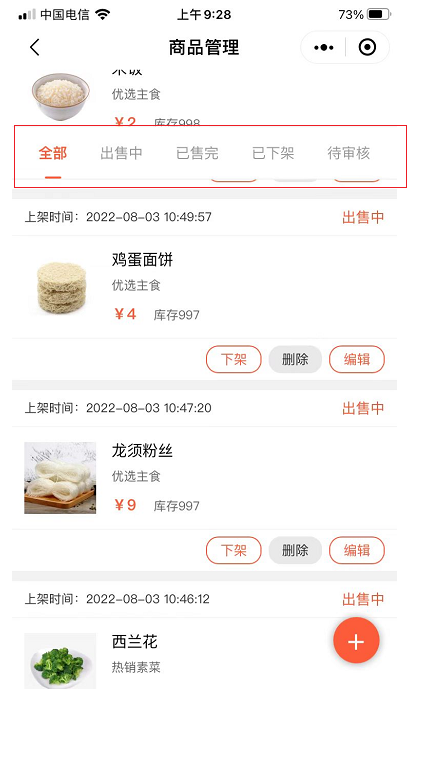 中国电信 上午 9:28 73%
商品管理
米饭
优选主食
¥2 库存998
全部 出售中 已售完 已下架 待审核
上架时间：2022-08-03 10:49:57 出售中
鸡蛋面饼
优选主食
¥4 库存997
下架 删除 编辑
上架时间：2022-08-03 10:47:20 出售中
龙须粉丝
优选主食
¥9 库存997
下架 删除 编辑
上架时间：2022-08-03 10:46:12 出售中
西兰花
热销素菜